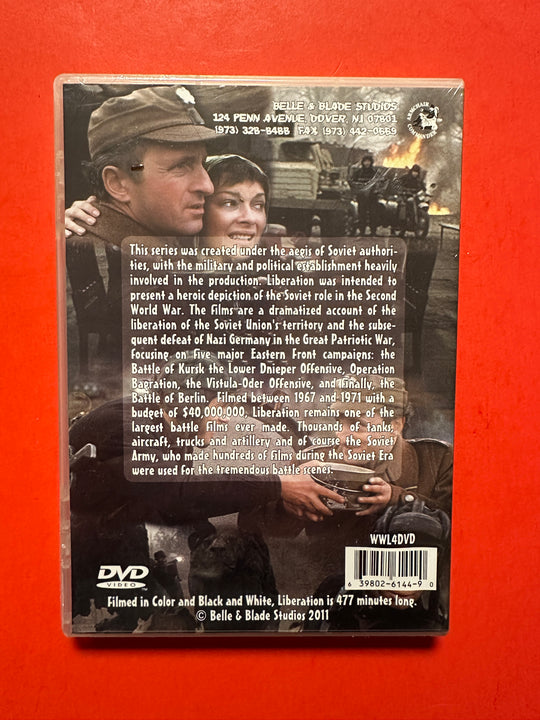 BELLE & BLADE STUDIOS
124 PENN AVENUE, DOVER, NJ 07801
(973) 328-8488 FAX (973) 442-0669
ARMCHAIR
COMMANDER
This series was created under the aegis of Soviet authori-
ties, with the military and political establishment heavily
involved in the production. Liberation was intended to
present a heroic depiction of the Soviet role in the Second
World War. The Films are a dramatized account of the
liberation of the Soviet Union's territory and the subse-
quent defeat of Nazi Germany in the Great Patriotic War,
focusing on five major Eastern Front campaigns: the
Battle of Kursk the Lower Dnieper Offensive, Operation
Bagration, the Vistula-Oder Offensive, and finally, the
Battle of Berlin. Filmed between 1967 and 1971 with a
budget of $40,000,000, Liberation remains one of the
largest battle films ever made. Thousands of tanks,
aircraft, trucks and artillery and of course the Soviet
Army, who made hundreds of films during the Soviet Era
were used for the tremendous battle scenes.
WWL4DVD
DVD
VIDEO
6 39802-6144-9 0
Filmed in Color and Black and White, Liberation is 477 minutes long.
© Belle & Blade Studios 2011